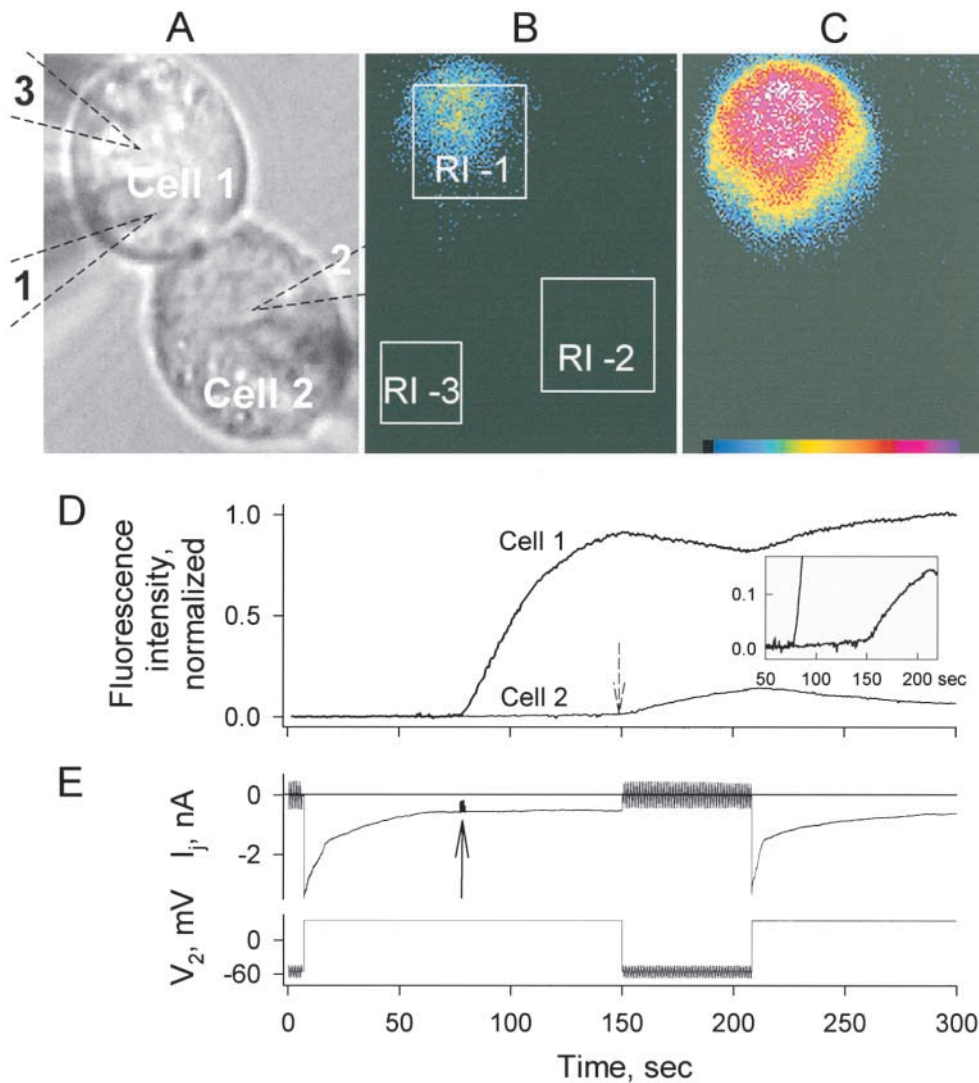 A
B
C
3
Cell 1
1
2
Cell 2
RI -1
RI -2
RI -3
D
Fluorescence
intensity,
normalized
1.0
0.5
0.0
Cell 1
Cell 2
0.1
0.0
50 100 150 200 sec
E
I_j, nA
0
-2
V_2, mV
0
-60
0 50 100 150 200 250 300
Time, sec